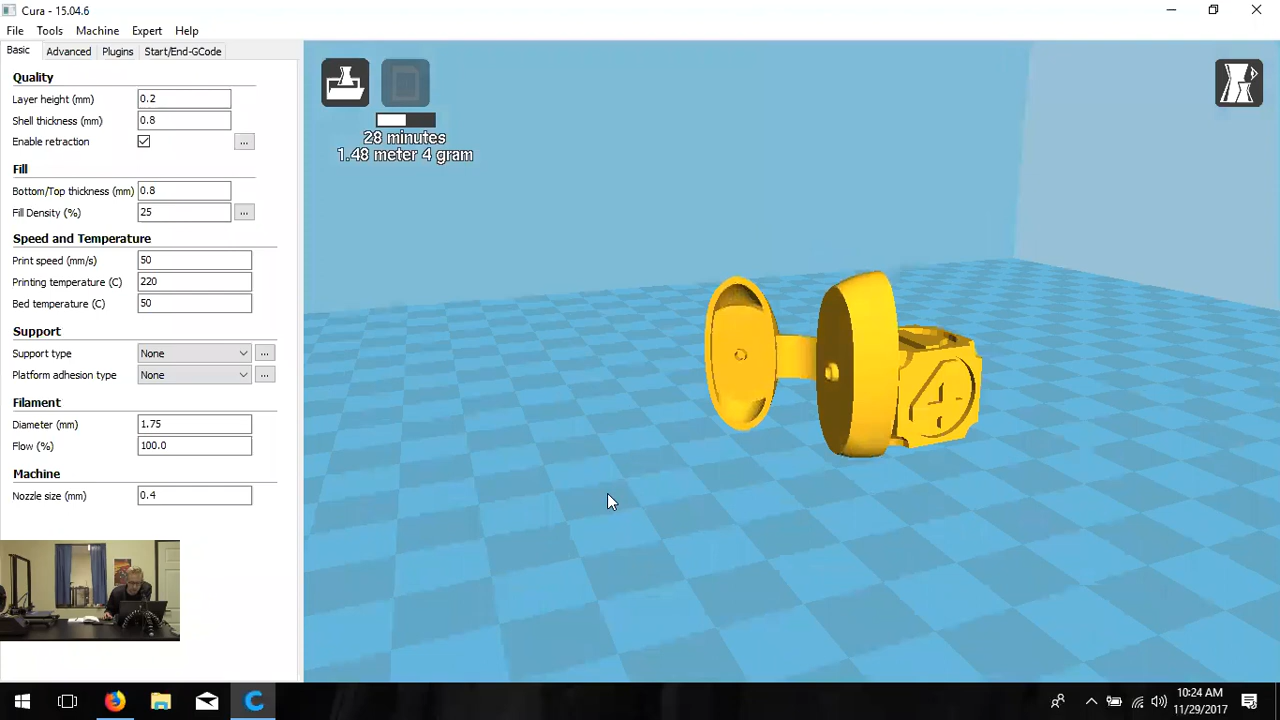 Cura - 15.04.6
File Tools Machine Expert Help
Basic Advanced Plugins Start/End-GCode
Quality
Layer height (mm) 0.2
Shell thickness (mm) 0.8
Enable retraction ...
Fill
Bottom/Top thickness (mm) 0.8
Fill Density (%) 25 ...
Speed and Temperature
Print speed (mm/s) 50
Printing temperature (C) 220
Bed temperature (C) 50
Support
Support type None ...
Platform adhesion type None ...
Filament
Diameter (mm) 1.75
Flow (%) 100.0
Machine
Nozzle size (mm) 0.4
28 minutes
1.48 meter 4 gram
10:24 AM
11/29/2017